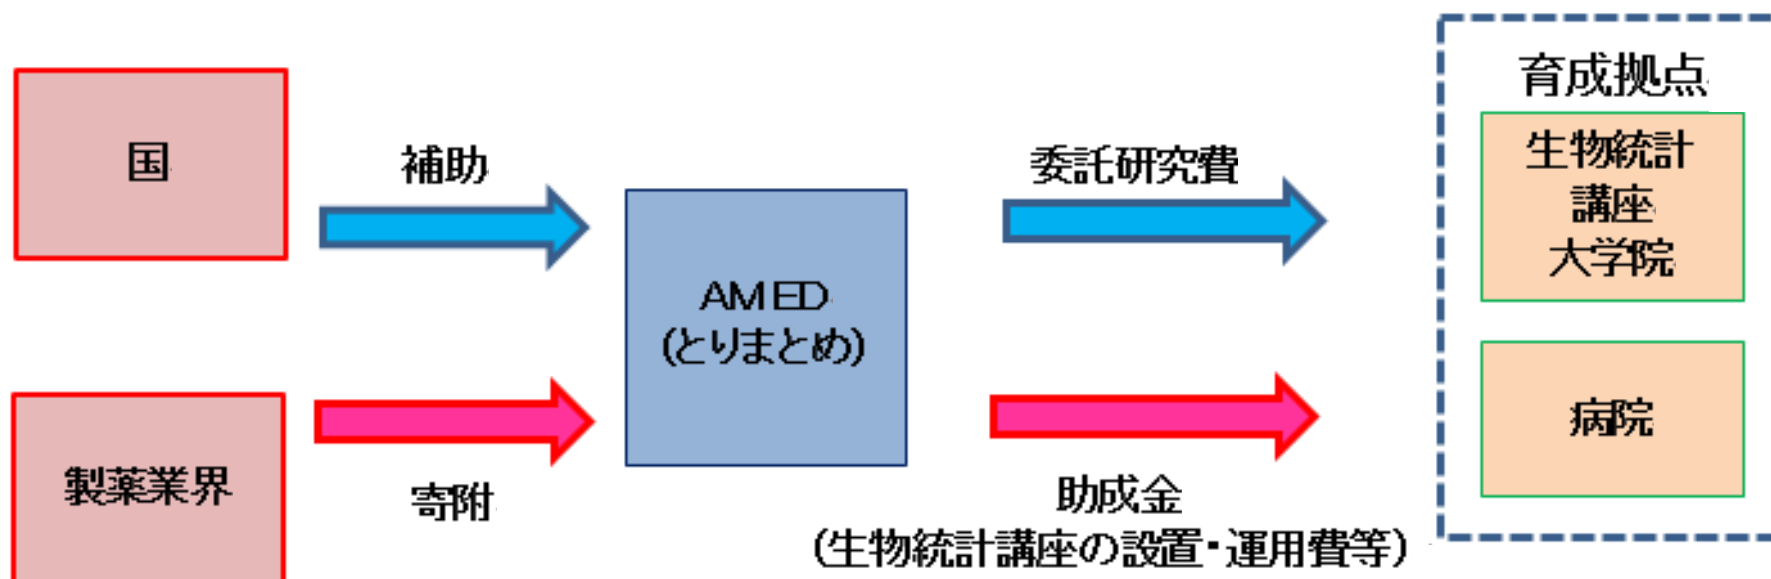 国
補助
製薬業界
寄附
AMED
(とりまとめ)
委託研究費
助成金
(生物統計講座の設置・運用費等)
育成拠点
生物統計
講座
大学院
病院